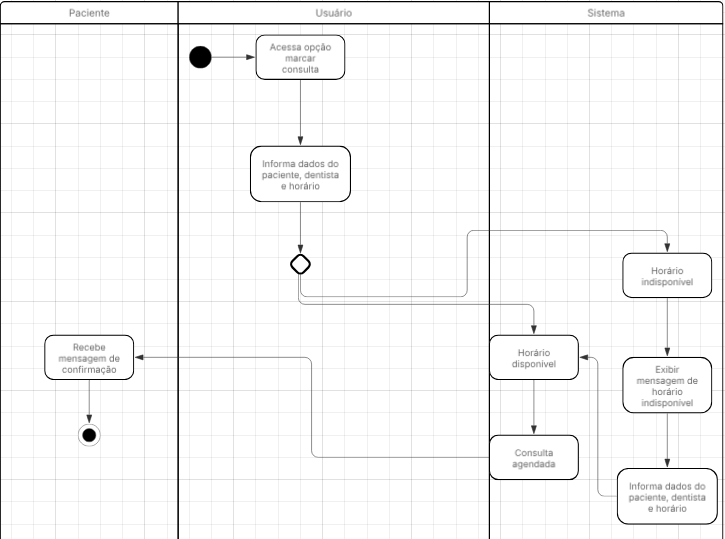 Paciente
Usuário
Sistema
Acessa opção
marcar
consulta
Informa dados do
paciente, dentista
e horário
Horário
indisponível
Recebe
mensagem de
confirmação
Horário
disponível
Exibir
mensagem de
horário
indisponível
Consulta
agendada
Informa dados do
paciente, dentista
e horário